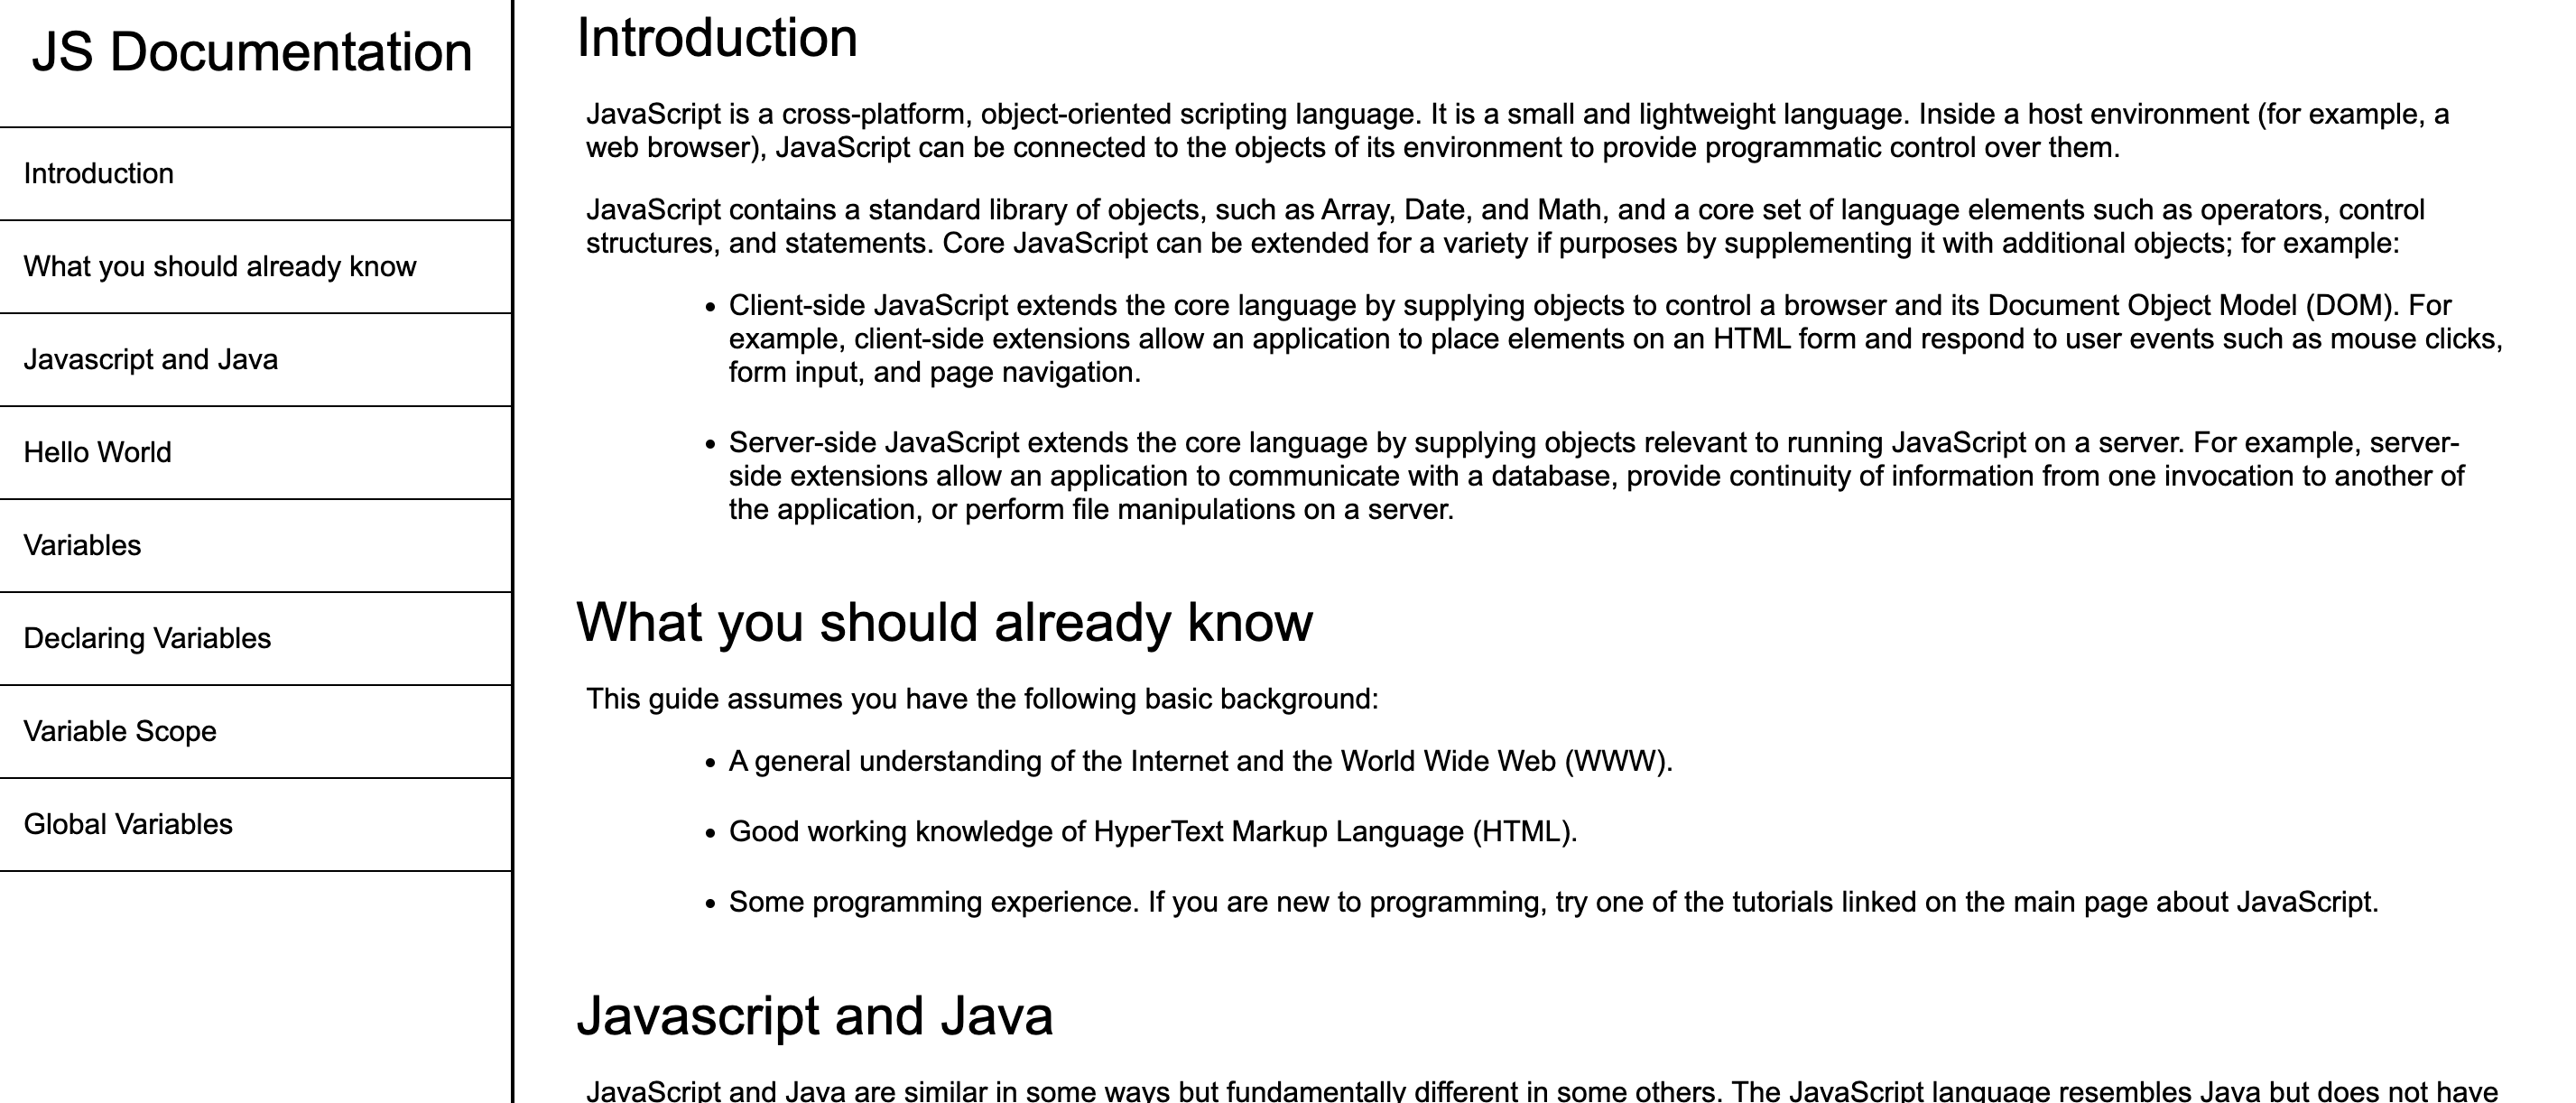 JS Documentation
Introduction
What you should already know
Javascript and Java
Hello World
Variables
Declaring Variables
Variable Scope
Global Variables
Introduction
JavaScript is a cross-platform, object-oriented scripting language. It is a small and lightweight language. Inside a host environment (for example, a
web browser), JavaScript can be connected to the objects of its environment to provide programmatic control over them.
JavaScript contains a standard library of objects, such as Array, Date, and Math, and a core set of language elements such as operators, control
structures, and statements. Core JavaScript can be extended for a variety if purposes by supplementing it with additional objects; for example:
• Client-side JavaScript extends the core language by supplying objects to control a browser and its Document Object Model (DOM). For
example, client-side extensions allow an application to place elements on an HTML form and respond to user events such as mouse clicks,
form input, and page navigation.
• Server-side JavaScript extends the core language by supplying objects relevant to running JavaScript on a server. For example, server-
side extensions allow an application to communicate with a database, provide continuity of information from one invocation to another of
the application, or perform file manipulations on a server.
What you should already know
This guide assumes you have the following basic background:
• A general understanding of the Internet and the World Wide Web (WWW).
• Good working knowledge of HyperText Markup Language (HTML).
• Some programming experience. If you are new to programming, try one of the tutorials linked on the main page about JavaScript.
Javascript and Java
JavaScript and Java are similar in some ways but fundamentally different in some others. The JavaScript language resembles Java but does not have